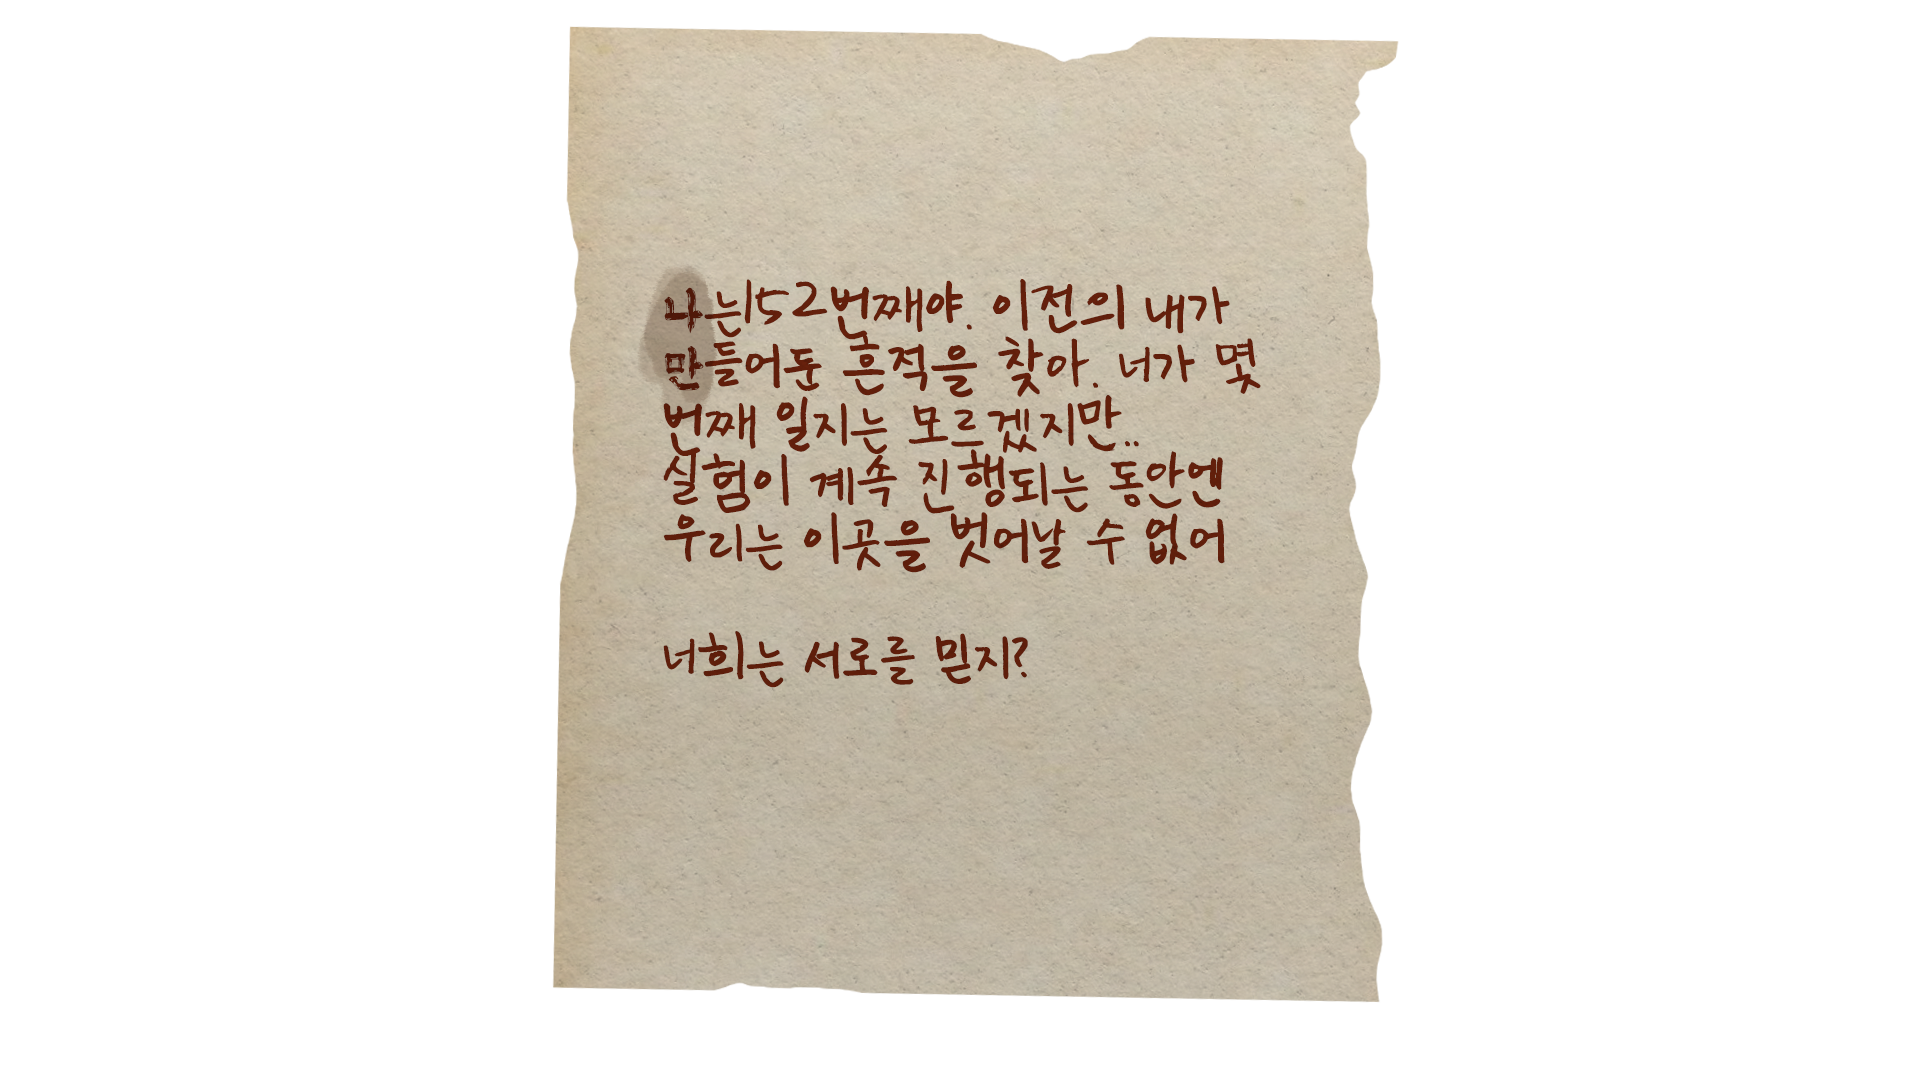 나는152번째야. 이전의 내가
만들어둔 흔적을 찾아. 너가 몇
번째 일지는 모르겠지만..
실험이 계속 진행되는 동안엔
우리는 이곳을 벗어날 수 없어
너희는 서로를 믿지?